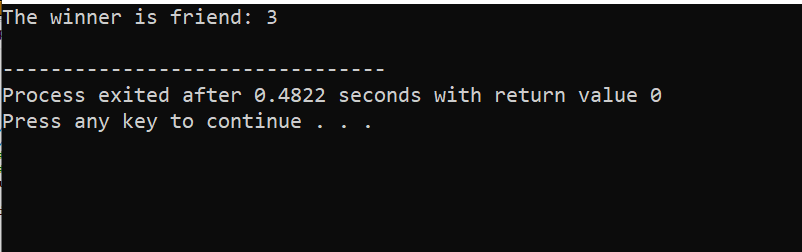 The winner is friend: 3
--------------------------------
Process exited after 0.4822 seconds with return value 0
Press any key to continue . . .